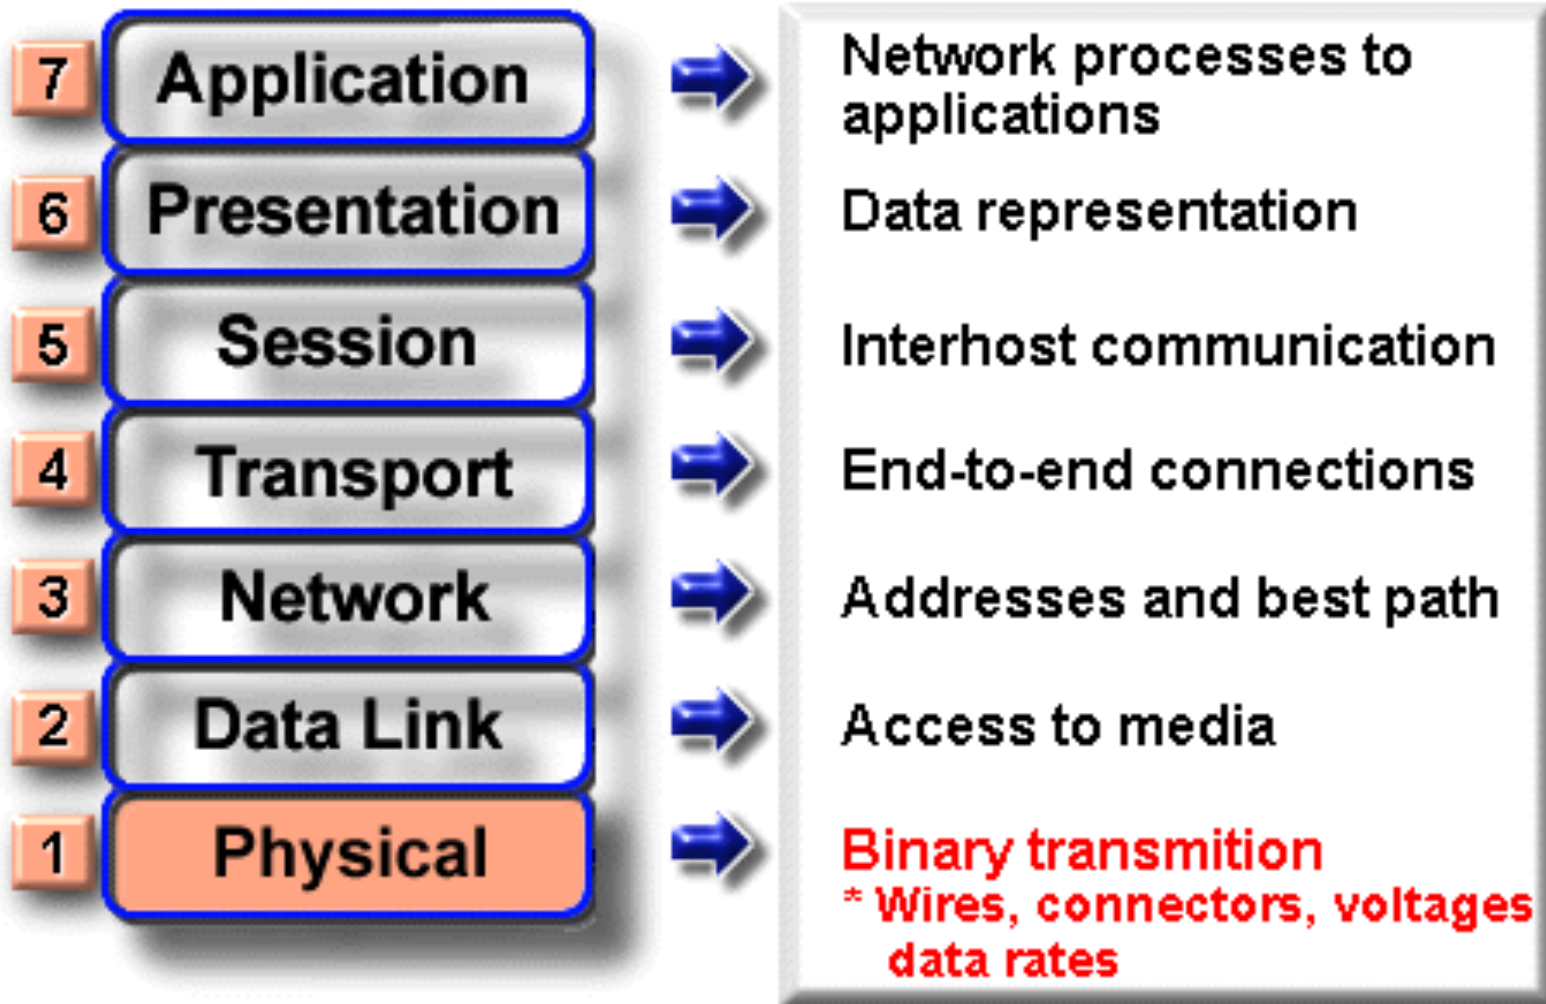 7 Application Network processes to
applications
6 Presentation Data representation
5 Session Interhost communication
4 Transport End-to-end connections
3 Network Addresses and best path
2 Data Link Access to media
1 Physical Binary transmition
* Wires, connectors, voltages
data rates